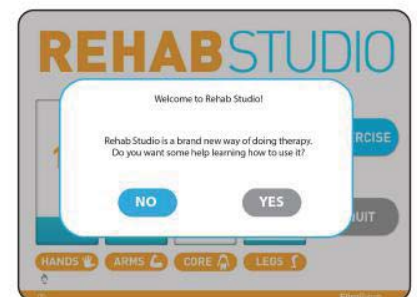 REHAB STUDIO
Welcome to Rehab Studio!
Rehab Studio is a brand new way of doing therapy.
Do you want some help learning how to use it?
NO
YES
HANDS
ARMS
CORE
LEGS